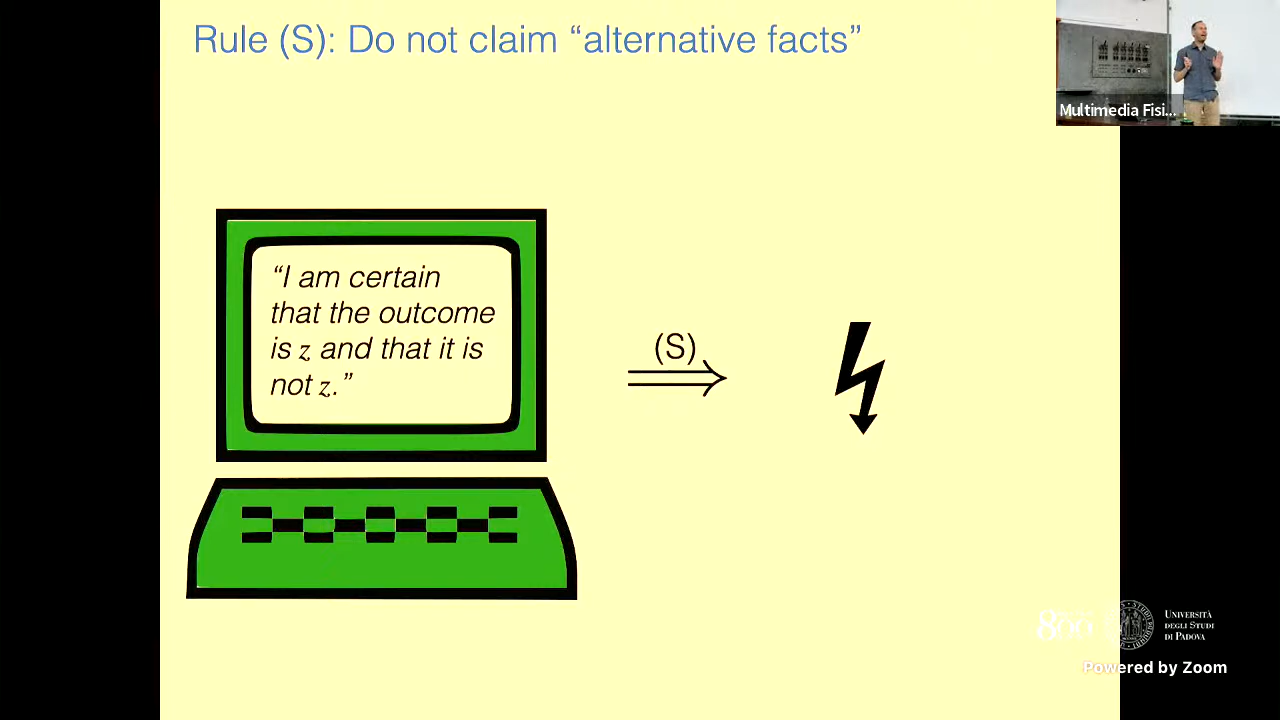 Rule (S): Do not claim “alternative facts”
Multimedia Fisi...
“I am certain
that the outcome
is z and that it is
not z.”
(S)
800
UNIVERSITÀ
DEGLI STUDI
DI PADOVA
Powered by Zoom